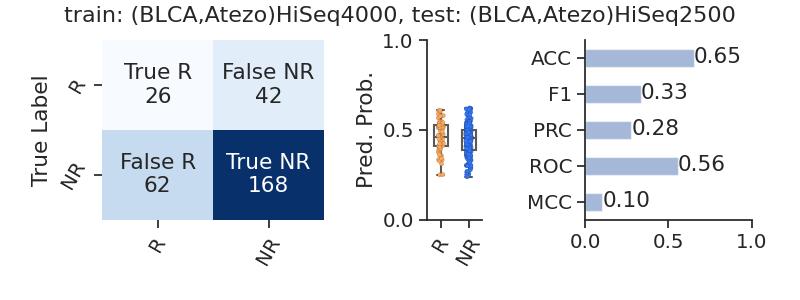 train: (BLCA,Atezo)HiSeq4000, test: (BLCA,Atezo)HiSeq2500
True Label
R
NR
True R
26
False NR
42
False R
62
True NR
168
R
NR
Pred. Prob.
1.0
0.5
0.0
R
NR
ACC
0.65
F1
0.33
PRC
0.28
ROC
0.56
MCC
0.10
0.0
0.5
1.0